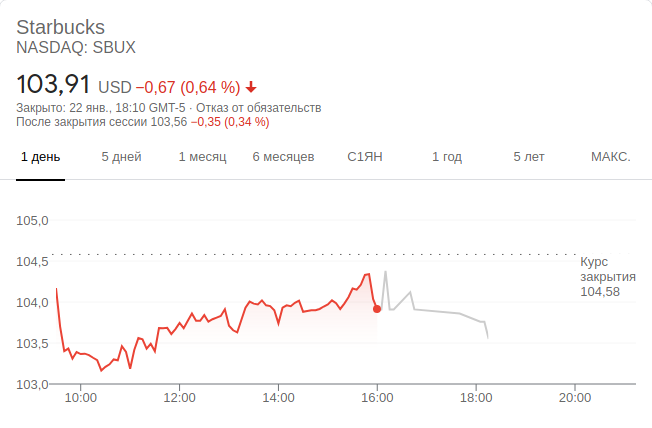 Starbucks
NASDAQ: SBUX
103,91 USD −0,67 (0,64 %)
Закрыто: 22 янв., 18:10 GMT-5 · Отказ от обязательств
После закрытия сессии 103,56 −0,35 (0,34 %)
1 день 5 дней 1 месяц 6 месяцев С1ЯН 1 год 5 лет МАКС.
105,0
104,5
104,0
103,5
103,0
Курс
закрытия
104,58
10:00 12:00 14:00 16:00 18:00 20:00